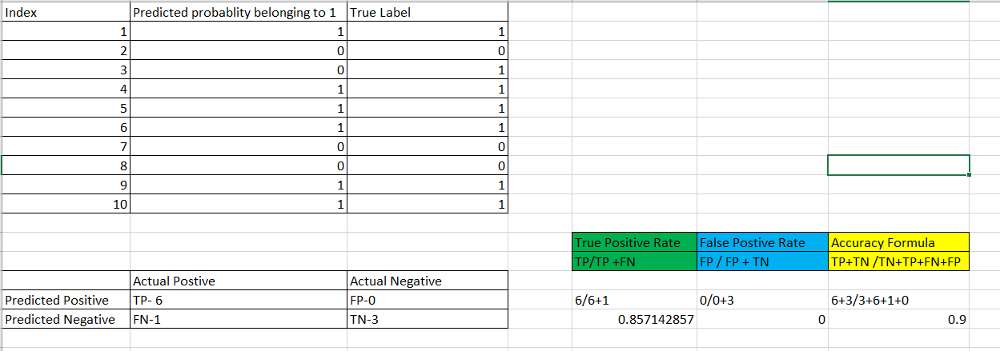 Index Predicted probablity belonging to 1 True Label
1 1 1
2 0 0
3 0 1
4 1 1
5 1 1
6 1 1
7 0 0
8 0 0
9 1 1
10 1 1
True Positive Rate False Postive Rate Accuracy Formula
TP/TP +FN FP / FP + TN TP+TN /TN+TP+FN+FP
Actual Postive Actual Negative
Predicted Positive TP- 6 FP-0 6/6+1 0/0+3 6+3/3+6+1+0
Predicted Negative FN-1 TN-3 0.857142857 0 0.9